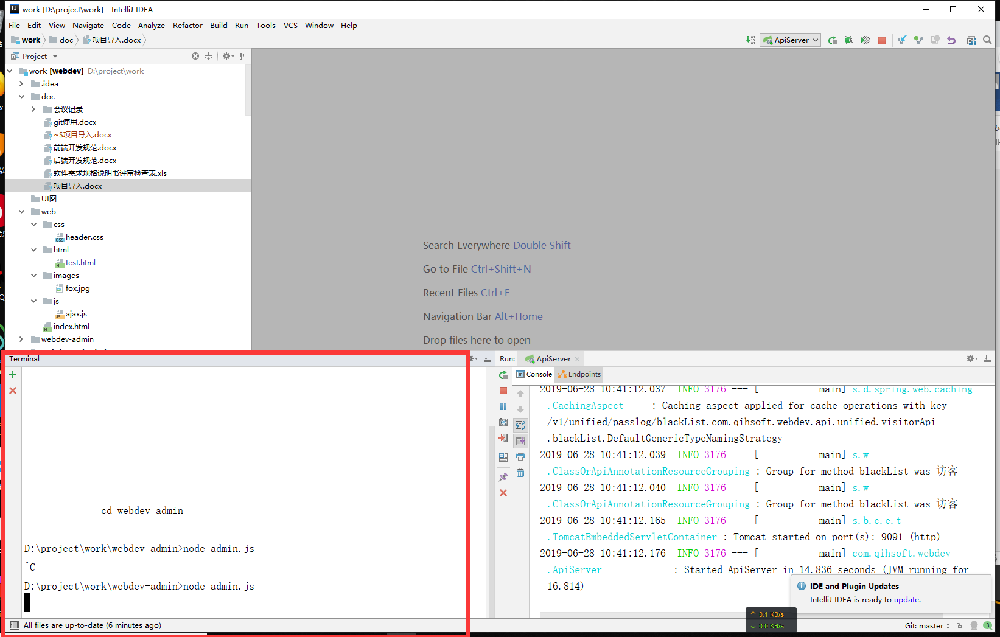 work [D:\project\work] - IntelliJ IDEA
File Edit View Navigate Code Analyze Refactor Build Run Tools VCS Window Help
work doc 项目导入.docx
ApiServer
Project
work [webdev] D:\project\work
.idea
doc
会议记录
git使用.docx
~$项目导入.docx
前端开发规范.docx
后端开发规范.docx
软件需求规格说明书评审检查表.xls
项目导入.docx
UI图
web
css
header.css
html
test.html
images
fox.jpg
js
ajax.js
index.html
webdev-admin
Search Everywhere Double Shift
Go to File Ctrl+Shift+N
Recent Files Ctrl+E
Navigation Bar Alt+Home
Drop files here to open
Terminal
cd webdev-admin
D:\project\work\webdev-admin>node admin.js
^C
D:\project\work\webdev-admin>node admin.js
Run: ApiServer
Console Endpoints
2019-06-28 10:41:12.037 INFO 3176 --- [ main] s.d.spring.web.caching
.CachingAspect : Caching aspect applied for cache operations with key
/v1/unified/passlog/blackList.com.qihsoft.webdev.api.unified.visitorApi
.blackList.DefaultGenericTypeNamingStrategy
2019-06-28 10:41:12.039 INFO 3176 --- [ main] s.w
.ClassOrApiAnnotationResourceGrouping : Group for method blackList was 访客
2019-06-28 10:41:12.040 INFO 3176 --- [ main] s.w
.ClassOrApiAnnotationResourceGrouping : Group for method blackList was 访客
2019-06-28 10:41:12.165 INFO 3176 --- [ main] s.b.c.e.t
.TomcatEmbeddedServletContainer : Tomcat started on port(s): 9091 (http)
2019-06-28 10:41:12.176 INFO 3176 --- [ main] com.qihsoft.webdev
.ApiServer : Started ApiServer in 14.836 seconds (JVM running for
16.814)
IDE and Plugin Updates
IntelliJ IDEA is ready to update.
↑ 0.1 KB/s
↓ 0.0 KB/s
All files are up-to-date (6 minutes ago)
Git: master
3